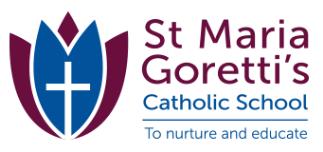 St Maria
Goretti's
Catholic School
To nurture and educate